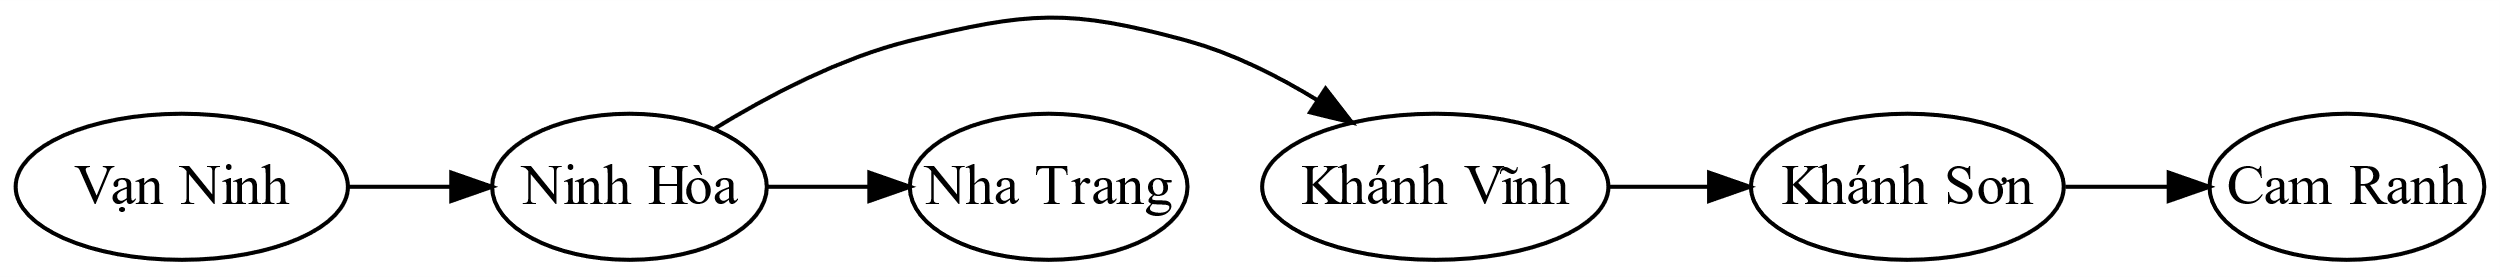 Vạn Ninh
Ninh Hòa
Nha Trang
Khánh Vĩnh
Khánh Sơn
Cam Ranh